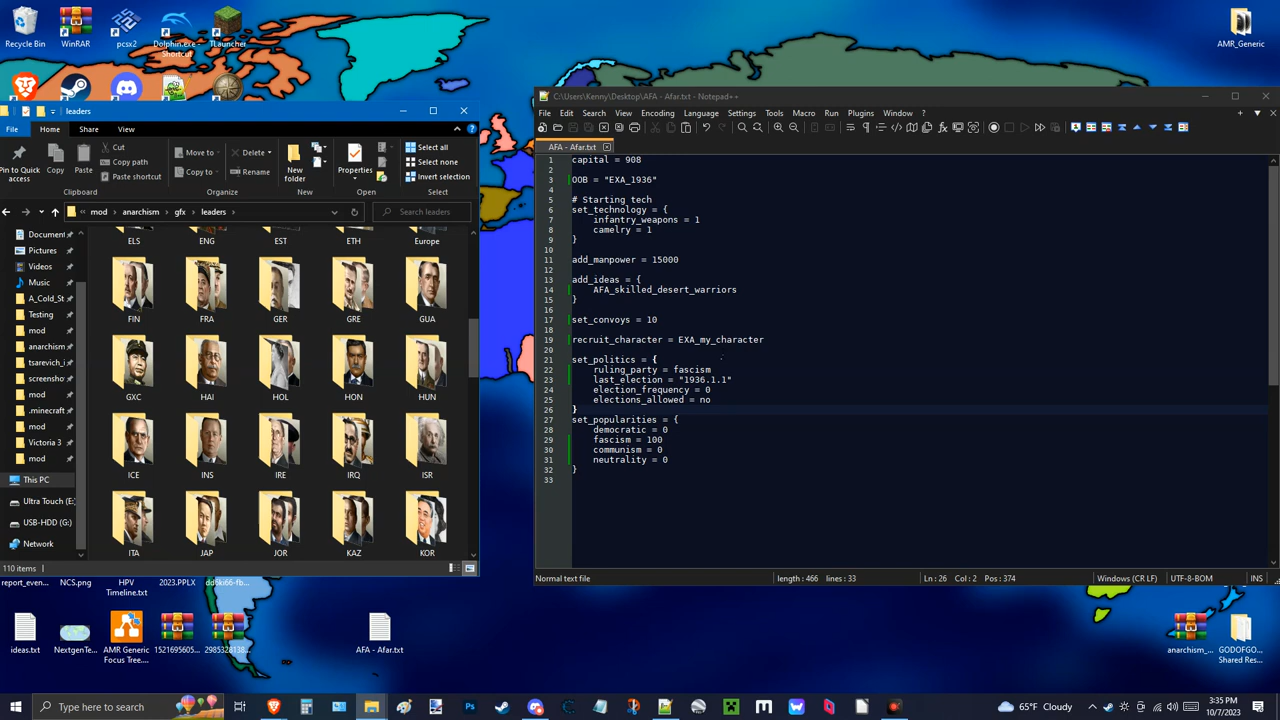 Recycle Bin
WinRAR
pcsx2
Dolphin.exe - Shortcut
TLauncher
AMR_Generic
leaders
File
Home
Share
View
Pin to Quick access
Copy
Paste
Cut
Copy path
Paste shortcut
Clipboard
Move to
Copy to
Delete
Rename
Organize
New folder
New
Properties
Open
Select all
Select none
Invert selection
Select
mod > anarchism > gfx > leaders >
Search leaders
Document
Pictures
Videos
Music
A_Cold_St
Testing
mod
anarchism
tsarevich_i
screensho
.minecraft
mod
Victoria 3
mod
This PC
Ultra Touch (E:
USB-HDD (G:)
Network
ELS
ENG
EST
ETH
Europe
FIN
FRA
GER
GRE
GUA
GXC
HAI
HOL
HON
HUN
ICE
INS
IRE
IRQ
ISR
ITA
JAP
JOR
KAZ
KOR
110 items
C:\Users\Kenny\Desktop\AFA - Afar.txt - Notepad++
File Edit Search View Encoding Language Settings Tools Macro Run Plugins Window ?
AFA - Afar.txt
1 capital = 908
2
3 OOB = "EXA_1936"
4
5 # Starting tech
6 set_technology = {
7 infantry_weapons = 1
8 camelry = 1
9 }
10
11 add_manpower = 15000
12
13 add_ideas = {
14 AFA_skilled_desert_warriors
15 }
16
17 set_convoys = 10
18
19 recruit_character = EXA_my_character
20
21 set_politics = {
22 ruling_party = fascism
23 last_election = "1936.1.1"
24 election_frequency = 0
25 elections_allowed = no
26 }
27 set_popularities = {
28 democratic = 0
29 fascism = 100
30 communism = 0
31 neutrality = 0
32 }
33
Normal text file
length : 466 lines : 33
Ln : 26 Col : 2 Pos : 374
Windows (CR LF)
UTF-8-BOM
INS
report_even...
NCS.png
HPV Timeline.txt
2023.PPLX
dd6ki66-fb...
ideas.txt
NextgenTe...
AMR Generic Focus Tree....
1521695605...
2985328138...
AFA - Afar.txt
anarchism_...
GODOFGO... Shared Res...
Type here to search
65°F Cloudy
3:35 PM
10/7/2023